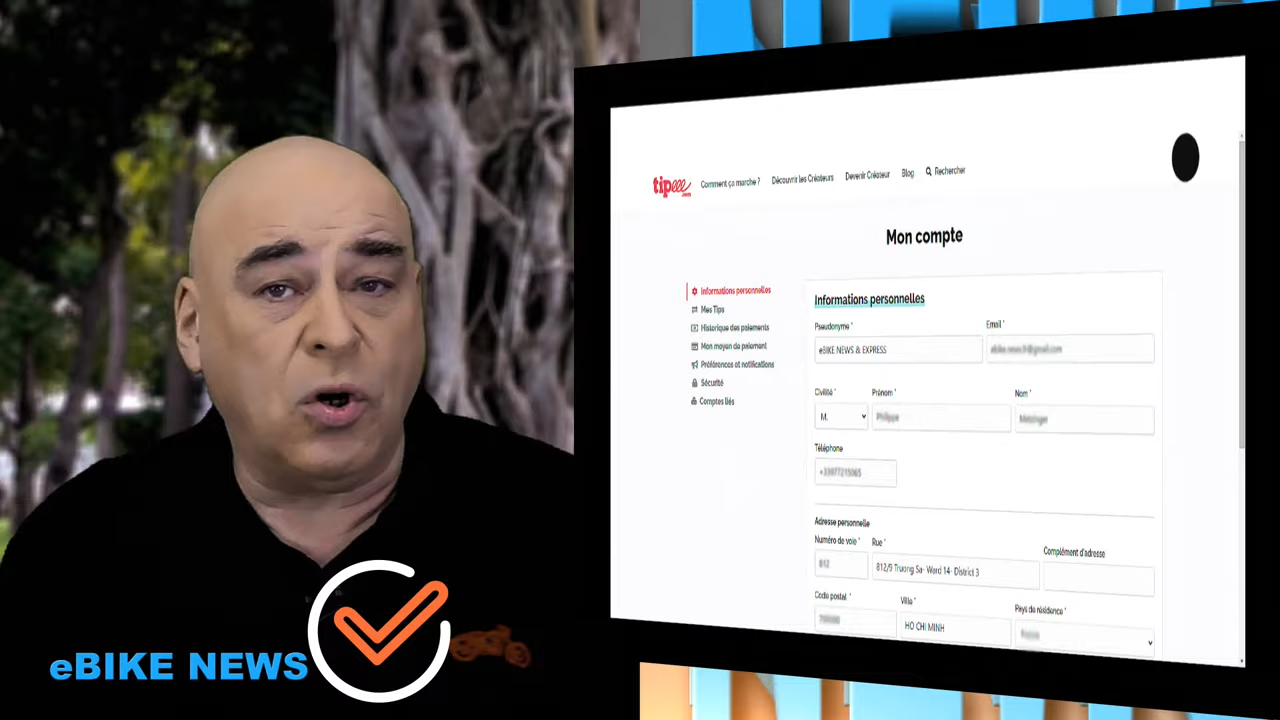 NEWS
tipeee.com
Comment ça marche ?
Découvrir les Créateurs
Devenir Créateur
Blog
Rechercher
Mon compte
Informations personnelles
Mes Tips
Historique des paiements
Mon moyen de paiement
Préférences et notifications
Sécurité
Comptes liés
Informations personnelles
Pseudonyme *
Email *
eBIKE NEWS & EXPRESS
Civilité *
Prénom *
Nom *
M.
Téléphone
Adresse personnelle
Numéro de voie *
Rue *
Complément d'adresse
812/9 Truong Sa- Ward 14- District 3
Code postal *
Ville *
Pays de résidence *
HO CHI MINH
eBIKE NEWS